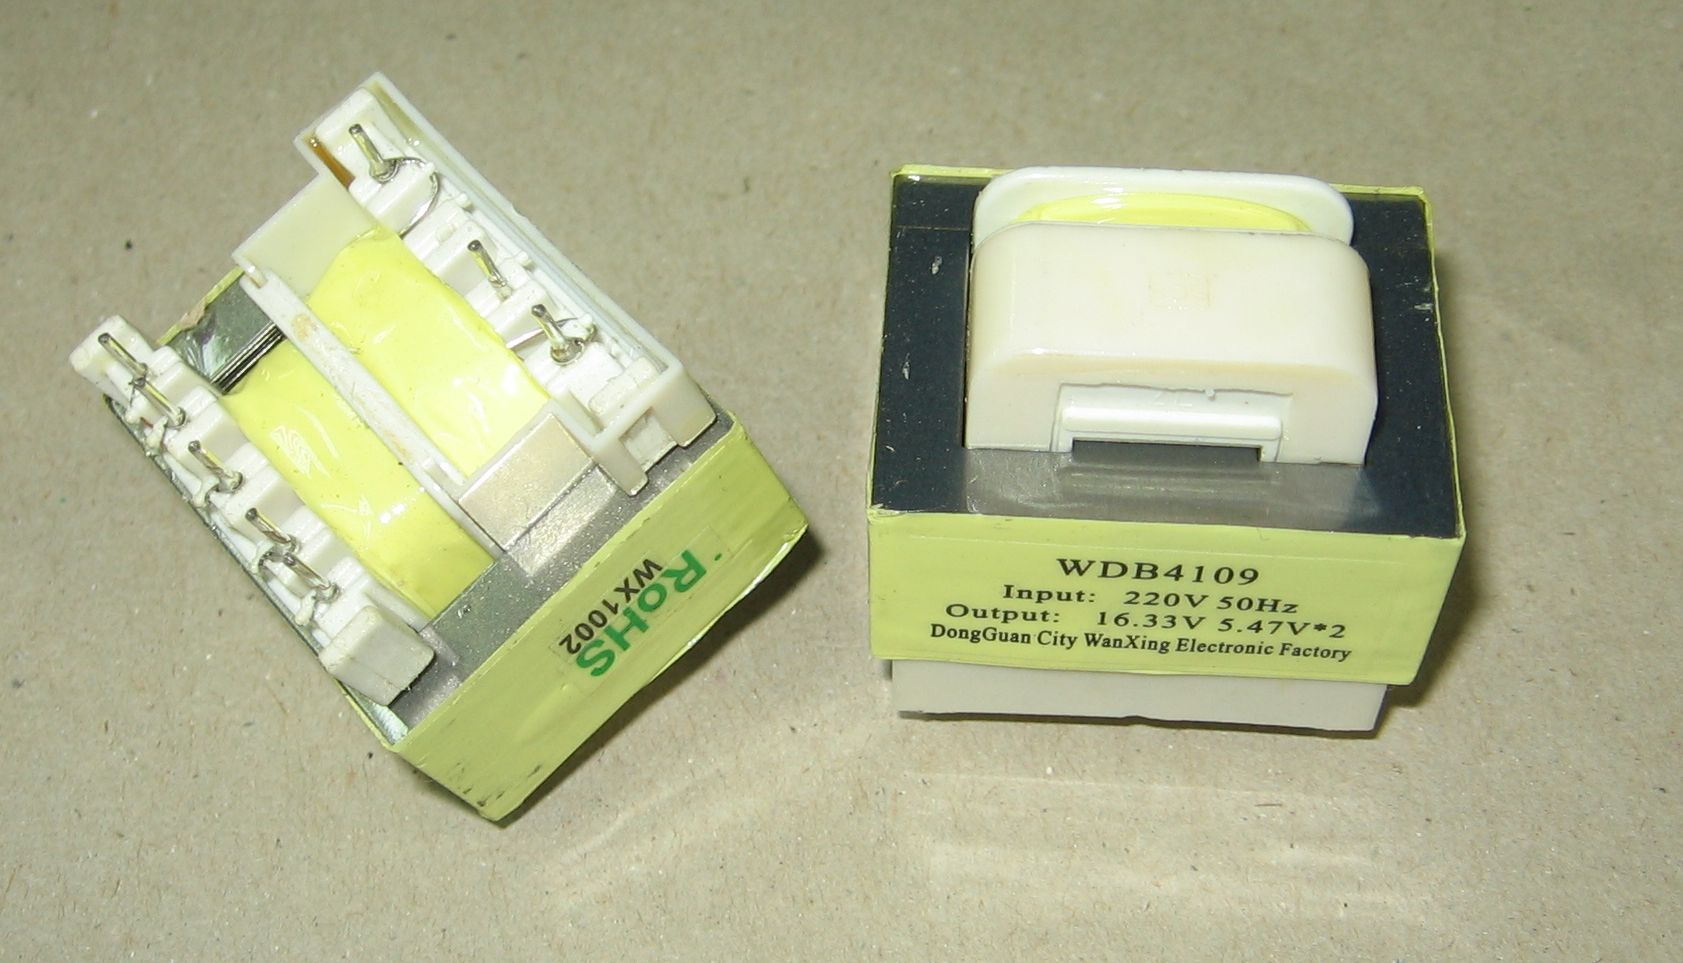 RoHS
WX1002
WDB4109
Input: 220V 50Hz
Output: 16.33V 5.47V*2
DongGuan City WanXing Electronic Factory